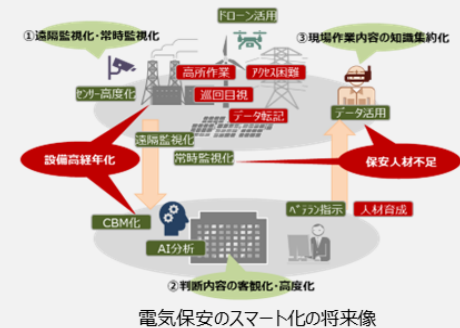 ドローン活用
①遠隔監視化・常時監視化
③現場作業内容の知識集約化
高所作業
アクセス困難
センサー高度化
巡回目視
データ転記
データ活用
遠隔監視化
設備高経年化
常時監視化
保安人材不足
CBM化
AI分析
ベテラン指示
人材育成
②判断内容の客観化・高度化
電気保安のスマート化の将来像